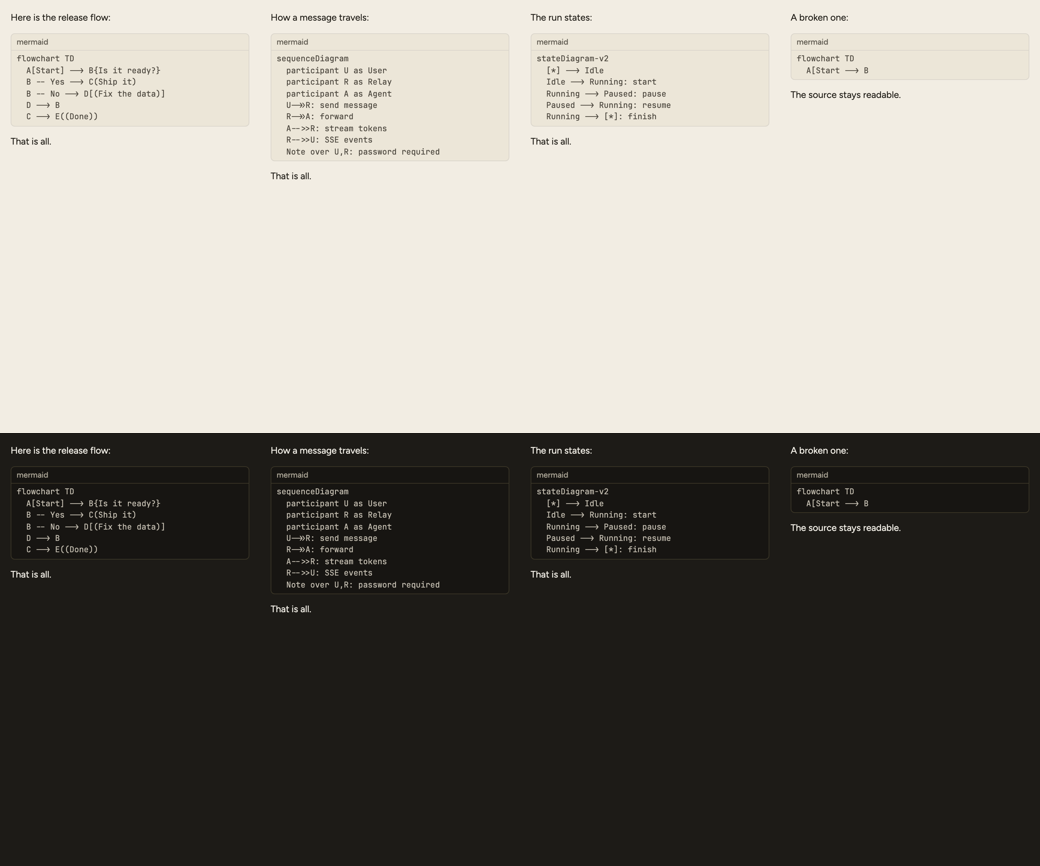 Here is the release flow:
mermaid
flowchart TD
  A[Start] --> B{Is it ready?}
  B -- Yes --> C(Ship it)
  B -- No --> D[(Fix the data)]
  D --> B
  C --> E((Done))
That is all.
How a message travels:
mermaid
sequenceDiagram
  participant U as User
  participant R as Relay
  participant A as Agent
  U->>R: send message
  R->>A: forward
  A-->>R: stream tokens
  R-->>U: SSE events
  Note over U,R: password required
That is all.
The run states:
mermaid
stateDiagram-v2
  [*] --> Idle
  Idle --> Running: start
  Running --> Paused: pause
  Paused --> Running: resume
  Running --> [*]: finish
That is all.
A broken one:
mermaid
flowchart TD
  A[Start --> B
The source stays readable.
Here is the release flow:
mermaid
flowchart TD
  A[Start] --> B{Is it ready?}
  B -- Yes --> C(Ship it)
  B -- No --> D[(Fix the data)]
  D --> B
  C --> E((Done))
That is all.
How a message travels:
mermaid
sequenceDiagram
  participant U as User
  participant R as Relay
  participant A as Agent
  U->>R: send message
  R->>A: forward
  A-->>R: stream tokens
  R-->>U: SSE events
  Note over U,R: password required
That is all.
The run states:
mermaid
stateDiagram-v2
  [*] --> Idle
  Idle --> Running: start
  Running --> Paused: pause
  Paused --> Running: resume
  Running --> [*]: finish
That is all.
A broken one:
mermaid
flowchart TD
  A[Start --> B
The source stays readable.